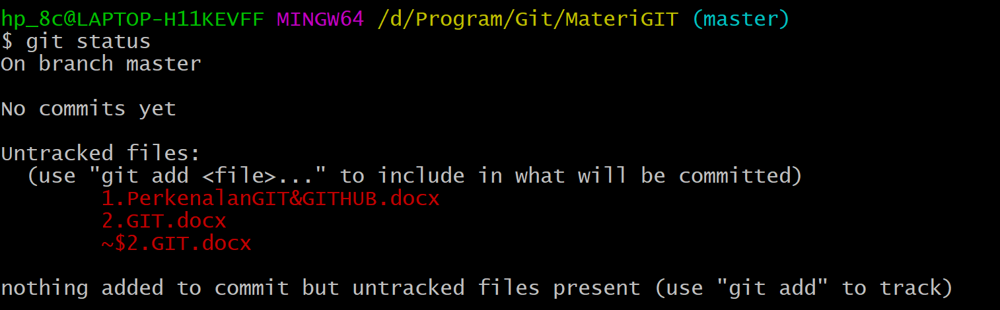 hp_8c@LAPTOP-H11KEVFF MINGW64 /d/Program/Git/MateriGIT (master)
$ git status
On branch master
No commits yet
Untracked files:
  (use "git add <file>..." to include in what will be committed)
        1.PerkenalanGIT&GITHUB.docx
        2.GIT.docx
        ~$2.GIT.docx
nothing added to commit but untracked files present (use "git add" to track)